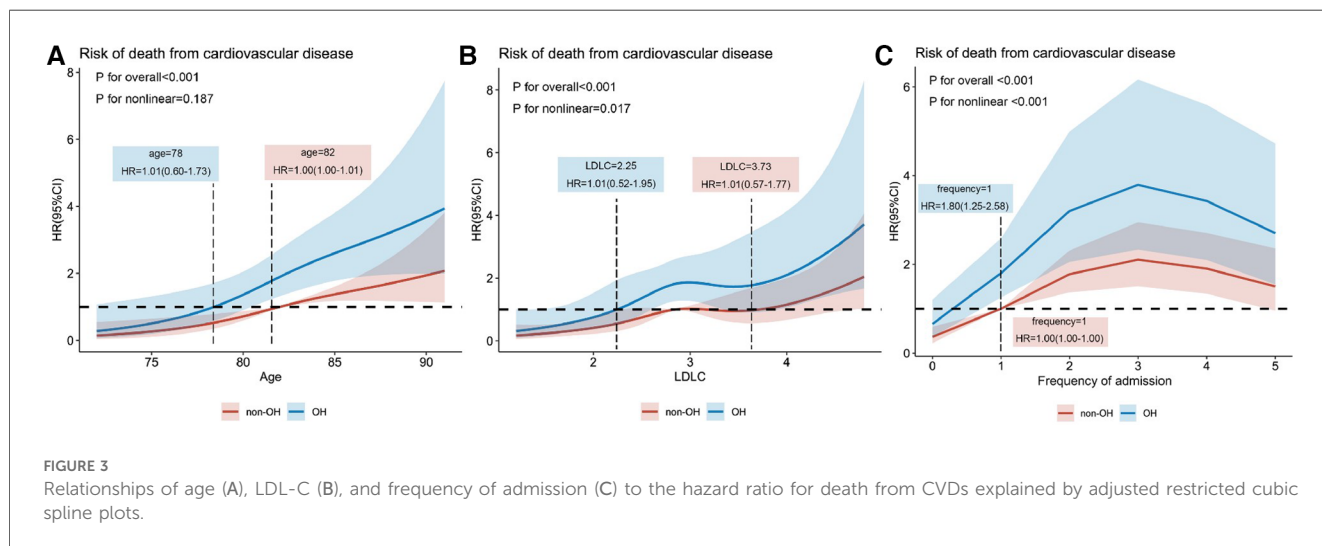 A
Risk of death from cardiovascular disease
P for overall<0.001
P for nonlinear=0.187
age=78
HR=1.01(0.60-1.73)
age=82
HR=1.00(1.00-1.01)
HR(95%CI)
8
6
4
2
0
75
80
85
90
Age
non-OH
OH
B
Risk of death from cardiovascular disease
P for overall<0.001
P for nonlinear=0.017
LDLC=2.25
HR=1.01(0.52-1.95)
LDLC=3.73
HR=1.01(0.57-1.77)
HR(95%CI)
8
6
4
2
0
2
3
4
LDLC
non-OH
OH
C
Risk of death from cardiovascular disease
P for overall <0.001
P for nonlinear <0.001
frequency=1
HR=1.80(1.25-2.58)
frequency=1
HR=1.00(1.00-1.00)
HR(95%CI)
6
4
2
0
0
1
2
3
4
5
Frequency of admission
non-OH
OH
FIGURE 3
Relationships of age (A), LDL-C (B), and frequency of admission (C) to the hazard ratio for death from CVDs explained by adjusted restricted cubic
spline plots.